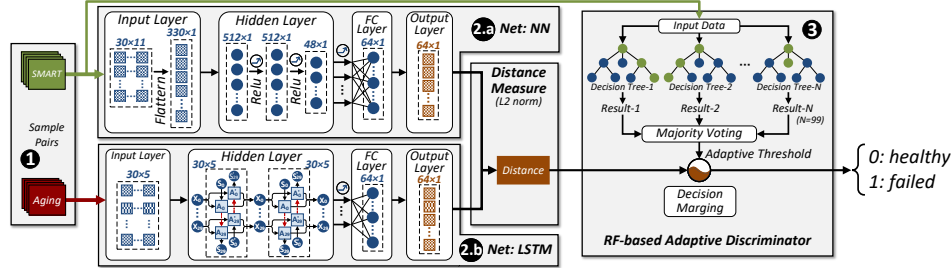 SMART
Sample
Pairs
1
Aging
Input Layer
30×11
330×1
Flattern
Hidden Layer
512×1
512×1
48×1
Relu
Relu
FC
Layer
64×1
Output
Layer
64×1
2.a Net: NN
Input Layer
30×5
Hidden Layer
30×5
30×5
FC
Layer
64×1
Output
Layer
64×1
2.b Net: LSTM
Distance
Measure
(L2 norm)
Distance
3
Input Data
...
Decision Tree-1
Decision Tree-2
Decision Tree-N
Result-1
Result-2
Result-N
(N=99)
Majority Voting
Adaptive Threshold
Decision
Marging
RF-based Adaptive Discriminator
0: healthy
1: failed